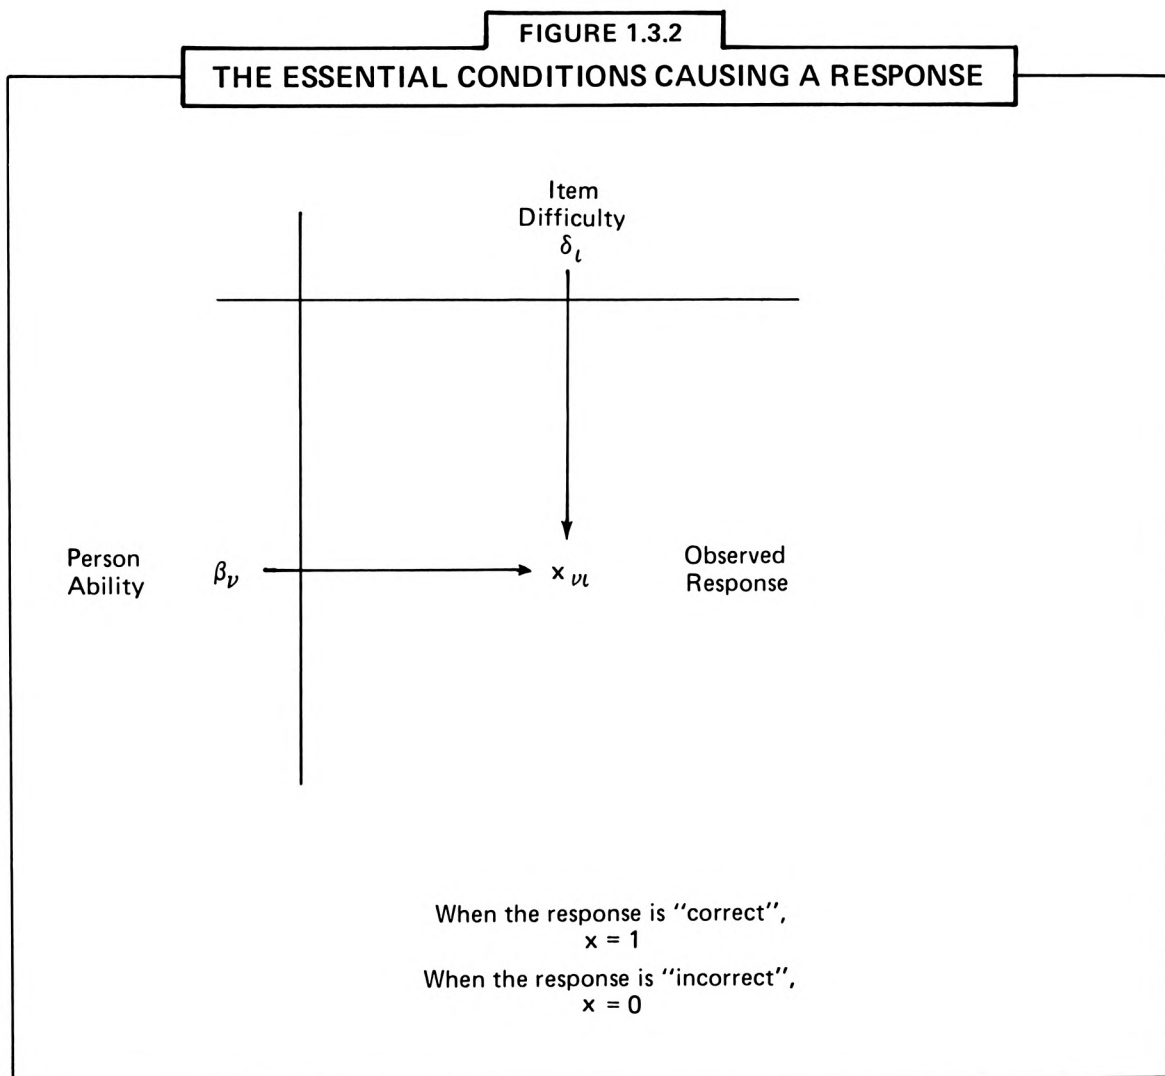 FIGURE 1.3.2
THE ESSENTIAL CONDITIONS CAUSING A RESPONSE
Item
Difficulty
δι
Person
Ability
βν
xνι
Observed
Response
When the response is "correct",
x = 1
When the response is "incorrect",
x = 0